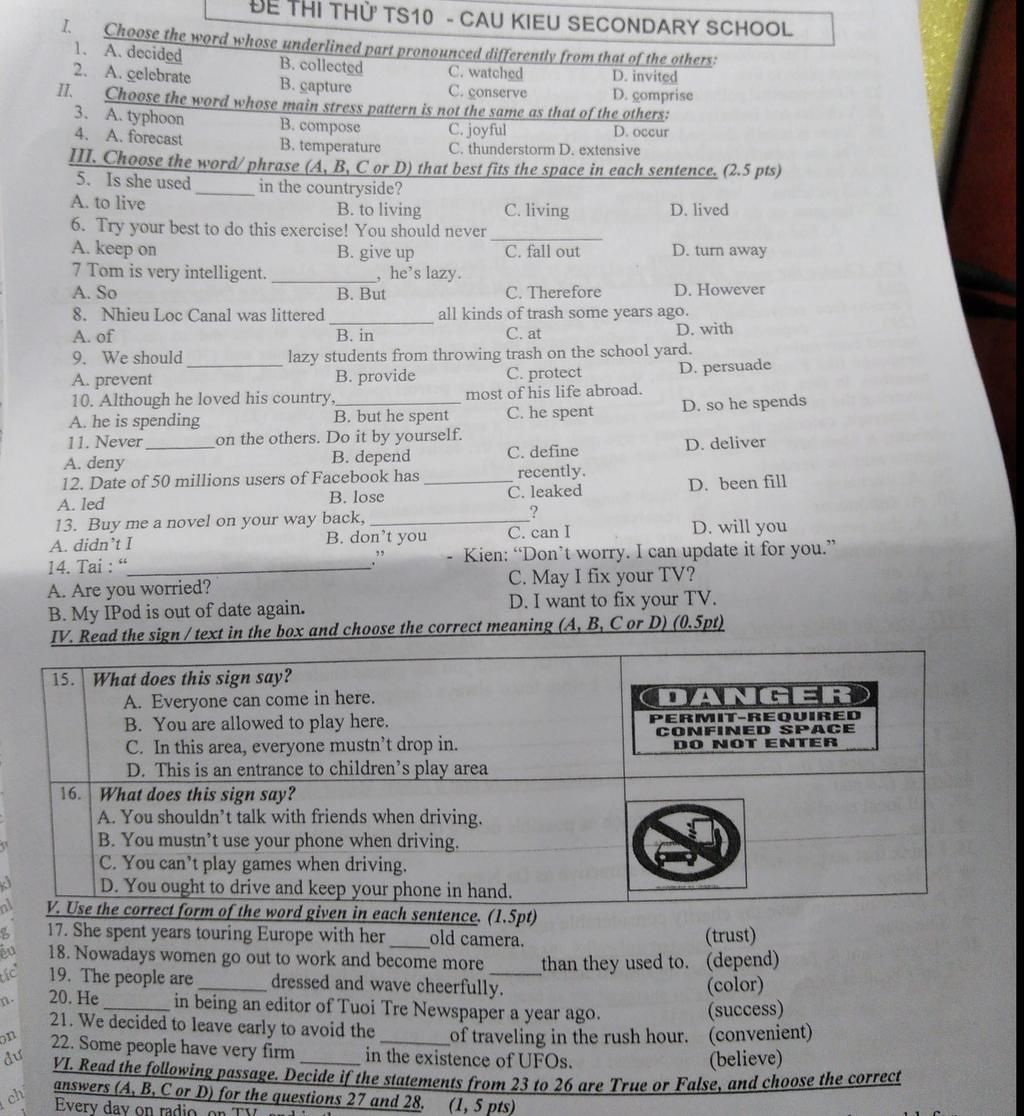 ĐỀ THI THỬ TS10 - CAU KIEU SECONDARY SCHOOL
I. Choose the word whose underlined part pronounced differently from that of the others:
1. A. decided B. collected C. watched D. invited
2. A. celebrate B. capture C. conserve D. comprise
II. Choose the word whose main stress pattern is not the same as that of the others:
3. A. typhoon B. compose C. joyful D. occur
4. A. forecast B. temperature C. thunderstorm D. extensive
III. Choose the word/ phrase (A, B, C or D) that best fits the space in each sentence. (2.5 pts)
5. Is she used ______ in the countryside?
A. to live B. to living C. living D. lived
6. Try your best to do this exercise! You should never ____________
A. keep on B. give up C. fall out D. turn away
7 Tom is very intelligent. ___________, he's lazy.
A. So B. But C. Therefore D. However
8. Nhieu Loc Canal was littered ___________ all kinds of trash some years ago.
A. of B. in C. at D. with
9. We should __________ lazy students from throwing trash on the school yard.
A. prevent B. provide C. protect D. persuade
10. Although he loved his country,_____________ most of his life abroad.
A. he is spending B. but he spent C. he spent D. so he spends
11. Never _______on the others. Do it by yourself.
A. deny B. depend C. define D. deliver
12. Date of 50 millions users of Facebook has _________ recently.
A. led B. lose C. leaked D. been fill
13. Buy me a novel on your way back, ________________?
A. didn't I B. don't you C. can I D. will you
14. Tai : "________________________." - Kien: "Don't worry. I can update it for you."
A. Are you worried? C. May I fix your TV?
B. My IPod is out of date again. D. I want to fix your TV.
IV. Read the sign / text in the box and choose the correct meaning (A, B, C or D) (0.5pt)
15. What does this sign say?
A. Everyone can come in here.
B. You are allowed to play here.
C. In this area, everyone mustn't drop in.
D. This is an entrance to children's play area
DANGER
PERMIT-REQUIRED
CONFINED SPACE
DO NOT ENTER
16. What does this sign say?
A. You shouldn't talk with friends when driving.
B. You mustn't use your phone when driving.
C. You can't play games when driving.
D. You ought to drive and keep your phone in hand.
V. Use the correct form of the word given in each sentence. (1.5pt)
17. She spent years touring Europe with her ____old camera. (trust)
18. Nowadays women go out to work and become more _____than they used to. (depend)
19. The people are _______ dressed and wave cheerfully. (color)
20. He _______ in being an editor of Tuoi Tre Newspaper a year ago. (success)
21. We decided to leave early to avoid the _______of traveling in the rush hour. (convenient)
22. Some people have very firm ______ in the existence of UFOs. (believe)
VI. Read the following passage. Decide if the statements from 23 to 26 are True or False, and choose the correct
answers (A, B, C or D) for the questions 27 and 28. (1, 5 pts)
Every day on radio, on TV,